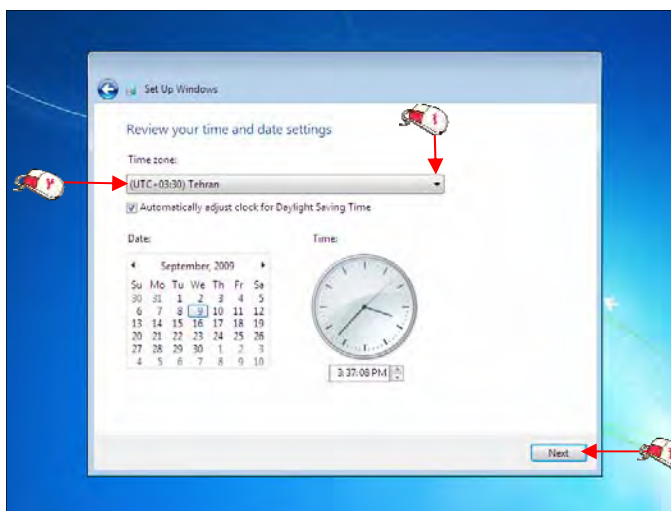 Set Up Windows
Review your time and date settings
Time zone:
(UTC+03:30) Tehran
Automatically adjust clock for Daylight Saving Time
Date:
Time:
September, 2009
Su Mo Tu We Th Fr Sa
30 31 1 2 3 4 5
6 7 8 9 10 11 12
13 14 15 16 17 18 19
20 21 22 23 24 25 26
27 28 29 30 1 2 3
4 5 6 7 8 9 10
3:37:08 PM
Next